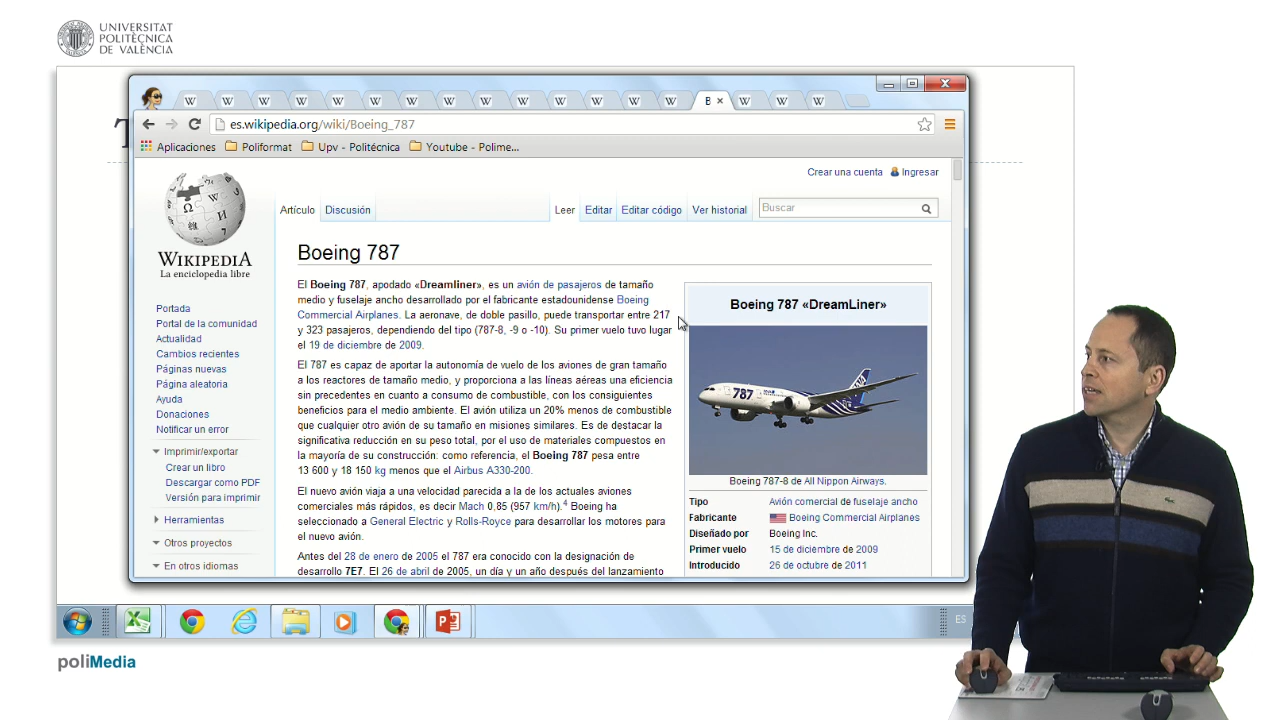 UNIVERSITAT
POLITÈCNICA
DE VALÈNCIA
B ×
es.wikipedia.org/wiki/Boeing_787
Aplicaciones Poliformat Upv - Politécnica Youtube - Polime...
Crear una cuenta Ingresar
Artículo Discusión Leer Editar Editar código Ver historial Buscar
WIKIPEDIA
La enciclopedia libre
Portada
Portal de la comunidad
Actualidad
Cambios recientes
Páginas nuevas
Página aleatoria
Ayuda
Donaciones
Notificar un error
Imprimir/exportar
Crear un libro
Descargar como PDF
Versión para imprimir
Herramientas
Otros proyectos
En otros idiomas
Boeing 787
El Boeing 787, apodado «Dreamliner», es un avión de pasajeros de tamaño
medio y fuselaje ancho desarrollado por el fabricante estadounidense Boeing
Commercial Airplanes. La aeronave, de doble pasillo, puede transportar entre 217
y 323 pasajeros, dependiendo del tipo (787-8, -9 o -10). Su primer vuelo tuvo lugar
el 19 de diciembre de 2009.
El 787 es capaz de aportar la autonomía de vuelo de los aviones de gran tamaño
a los reactores de tamaño medio, y proporciona a las líneas aéreas una eficiencia
sin precedentes en cuanto a consumo de combustible, con los consiguientes
beneficios para el medio ambiente. El avión utiliza un 20% menos de combustible
que cualquier otro avión de su tamaño en misiones similares. Es de destacar la
significativa reducción en su peso total, por el uso de materiales compuestos en
la mayoría de su construcción: como referencia, el Boeing 787 pesa entre
13 600 y 18 150 kg menos que el Airbus A330-200.
El nuevo avión viaja a una velocidad parecida a la de los actuales aviones
comerciales más rápidos, es decir Mach 0,85 (957 km/h).4 Boeing ha
seleccionado a General Electric y Rolls-Royce para desarrollar los motores para
el nuevo avión.
Antes del 28 de enero de 2005 el 787 era conocido con la designación de
desarrollo 7E7. El 26 de abril de 2005, un día y un año después del lanzamiento
Boeing 787 «DreamLiner»
787
Boeing 787-8 de All Nippon Airways.
Tipo Avión comercial de fuselaje ancho
Fabricante Boeing Commercial Airplanes
Diseñado por Boeing Inc.
Primer vuelo 15 de diciembre de 2009
Introducido 26 de octubre de 2011
ES
poliMedia